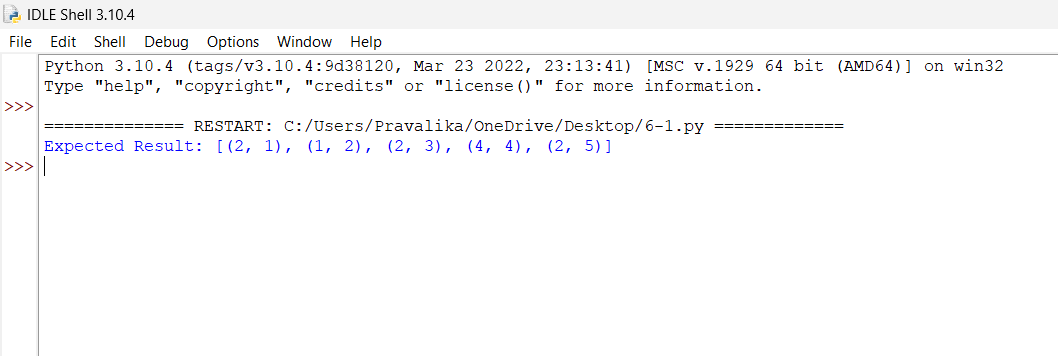 IDLE Shell 3.10.4
File Edit Shell Debug Options Window Help
Python 3.10.4 (tags/v3.10.4:9d38120, Mar 23 2022, 23:13:41) [MSC v.1929 64 bit (AMD64)] on win32
Type "help", "copyright", "credits" or "license()" for more information.
>>>
============== RESTART: C:/Users/Pravalika/OneDrive/Desktop/6-1.py =============
Expected Result: [(2, 1), (1, 2), (2, 3), (4, 4), (2, 5)]
>>>